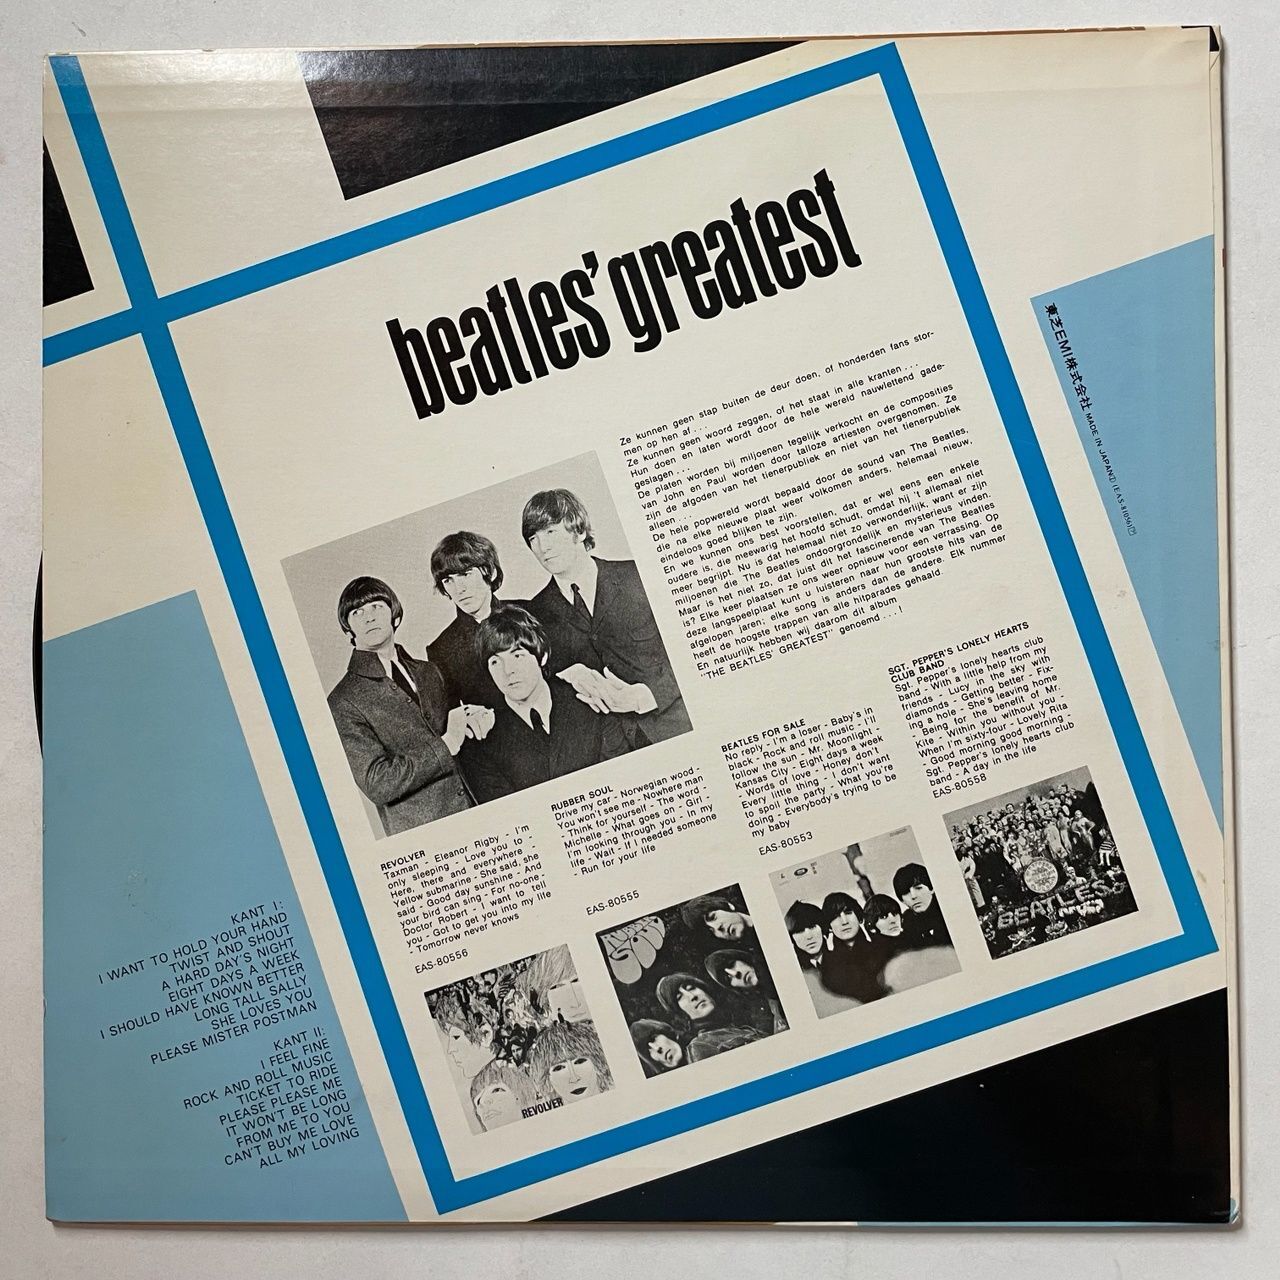 beatles' greatest
Ze kunnen geen stap buiten de deur doen, of honderden fans stor-
men op hen af...
Ze kunnen geen woord zeggen, of het staat in alle kranten...
Hun doen en laten wordt door de hele wereld nauwlettend gade-
geslagen...
De platen worden bij miljoenen tegelijk verkocht en de composities
van John en Paul worden door talloze artiesten overgenomen. Ze
zijn de afgoden van het tienerpubliek en niet van het tienerpubliek
alleen...
De hele popwereld wordt bepaald door de sound van The Beatles,
die na elke nieuwe plaat weer volkomen anders, helemaal nieuw,
eindeloos goed blijken te zijn.
En we kunnen ons best voorstellen, dat er wel eens een enkele
oudere is, die meewarig het hoofd schudt, omdat hij 't allemaal niet
meer begrijpt. Nu is dat helemaal niet zo verwonderlijk, want er zijn
miljoenen die The Beatles ondoorgrondelijk en mysterieus vinden.
Maar is het niet zo, dat juist dit het fascinerende van The Beatles
is? Elke keer plaatsen ze ons weer opnieuw voor een verrassing. Op
deze langspeelplaat kunt u luisteren naar hun grootste hits van de
afgelopen jaren; elke song is anders dan de andere. Elk nummer
heeft de hoogste trappen van alle hitparades gehaald.
En natuurlijk hebben wij daarom dit album
"THE BEATLES' GREATEST" genoemd...!
東芝EMI株式会社 MADE IN JAPAN② (EAS-81056)Ⓟ
REVOLVER
Taxman - Eleanor Rigby - I'm
only sleeping - Love you to -
Here, there and everywhere -
Yellow submarine - She said, she
said - Good day sunshine - And
your bird can sing - For no-one -
Doctor Robert - I want to tell
you - Got to get you into my life
- Tomorrow never knows
EAS-80556
RUBBER SOUL
Drive my car - Norwegian wood -
You won't see me - Nowhere man
- Think for yourself - The word -
Michelle - What goes on - Girl -
I'm looking through you - In my
life - Wait - If I needed someone
- Run for your life
EAS-80555
BEATLES FOR SALE
No reply - I'm a loser - Baby's in
black - Rock and roll music - I'll
follow the sun - Mr. Moonlight -
Kansas City - Eight days a week
- Words of love - Honey don't
Every little thing - I don't want
to spoil the party - What you're
doing - Everybody's trying to be
my baby
EAS-80553
SGT. PEPPER'S LONELY HEARTS
CLUB BAND
Sgt. Pepper's lonely hearts club
band - With a little help from my
friends - Lucy in the sky with
diamonds - Getting better - Fix-
ing a hole - She's leaving home
- Being for the benefit of Mr.
Kite - Within you without you -
When I'm sixty-four - Lovely Rita
- Good morning good morning -
Sgt. Pepper's lonely hearts club
band - A day in the life
EAS-80558
REVOLVER
RUBBER SOUL
BEATLES
KANT I:
I WANT TO HOLD YOUR HAND
TWIST AND SHOUT
A HARD DAY'S NIGHT
EIGHT DAYS A WEEK
I SHOULD HAVE KNOWN BETTER
LONG TALL SALLY
SHE LOVES YOU
PLEASE MISTER POSTMAN
KANT II:
I FEEL FINE
ROCK AND ROLL MUSIC
TICKET TO RIDE
PLEASE PLEASE ME
IT WON'T BE LONG
FROM ME TO YOU
CAN'T BUY ME LOVE
ALL MY LOVING